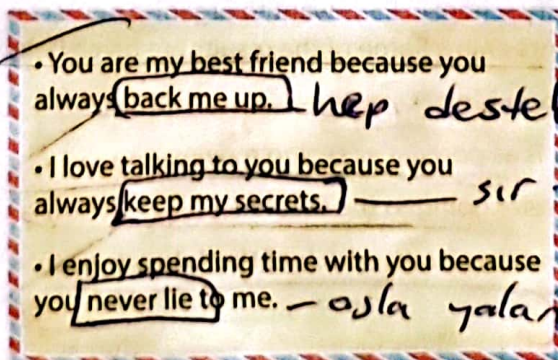 • You are my best friend because you
always back me up. hep deste
• I love talking to you because you
always keep my secrets. sır
• I enjoy spending time with you because
you never lie to me. – asla yalan